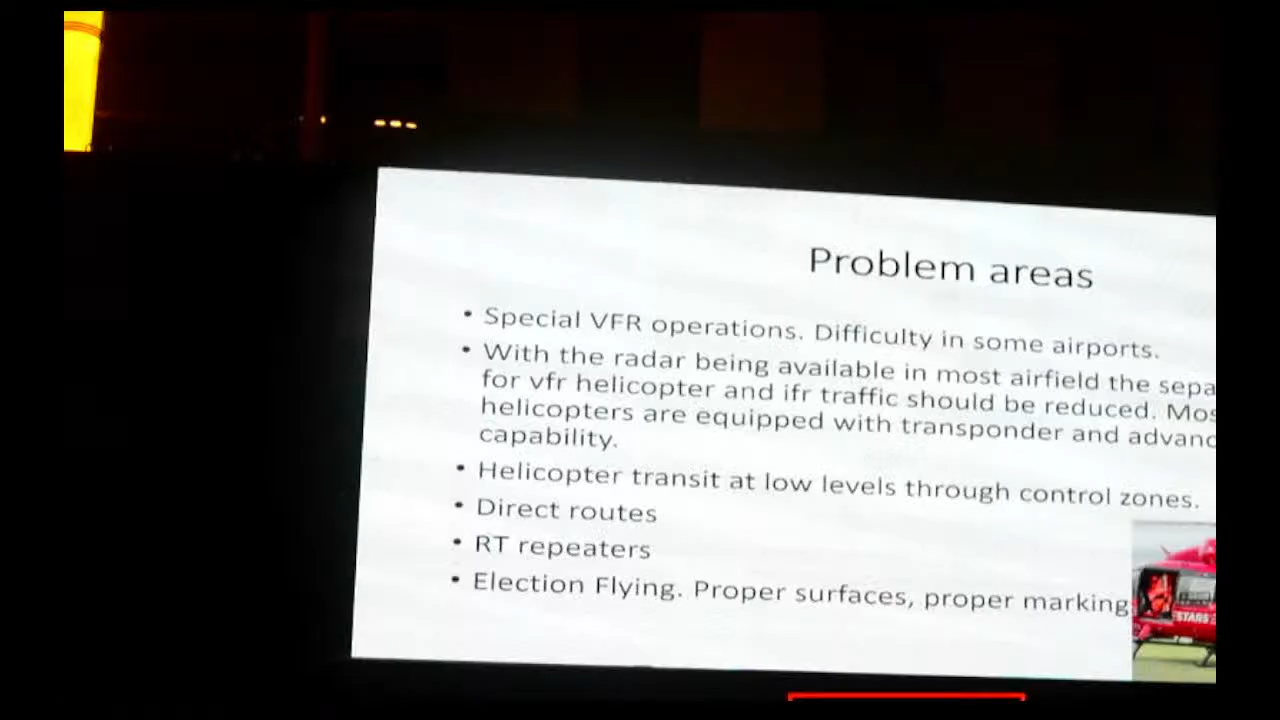 Problem areas
• Special VFR operations. Difficulty in some airports.
• With the radar being available in most airfield the sepa
for vfr helicopter and ifr traffic should be reduced. Mos
helicopters are equipped with transponder and advanc
capability.
• Helicopter transit at low levels through control zones.
• Direct routes
• RT repeaters
• Election Flying. Proper surfaces, proper marking
STARS